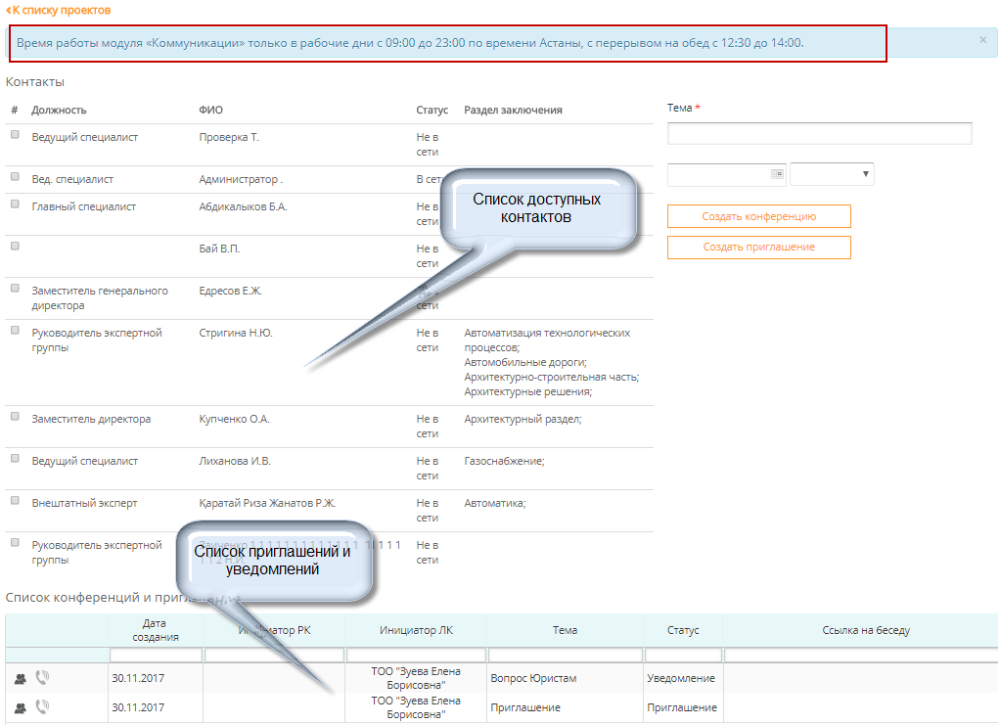 К списку проектов
Время работы модуля «Коммуникации» только в рабочие дни с 09:00 до 23:00 по времени Астаны, с перерывом на обед с 12:30 до 14:00.
×
Контакты
# Должность ФИО Статус Раздел заключения
Ведущий специалист Проверка Т. Не в
сети
Вед. специалист Администратор . В сети
Главный специалист Абдикалыков Б.А. Не в
сети
Бай В.П. Не в
сети
Заместитель генерального Едресов Е.Ж. Не в
директора сети
Руководитель экспертной Стригина Н.Ю. Не в Автоматизация технологических
группы сети процессов;
Автомобильные дороги;
Архитектурно-строительная часть;
Архитектурные решения;
Заместитель директора Купченко О.А. Не в Архитектурный раздел;
сети
Ведущий специалист Лиханова И.В. Не в Газоснабжение;
сети
Внештатный эксперт Қаратай Риза Жанатов Р.Ж. Не в Автоматика;
сети
Руководитель экспертной Не в
группы сети
Тема *
Создать конференцию
Создать приглашение
Список доступных
контактов
Список приглашений и
уведомлений
Список конференций и
Дата
создания
Инициатор РК
Инициатор ЛК
Тема
Статус
Ссылка на беседу
30.11.2017 ТОО "Зуева Елена Вопрос Юристам Уведомление
Борисовна"
30.11.2017 ТОО "Зуева Елена Приглашение Приглашение
Борисовна"